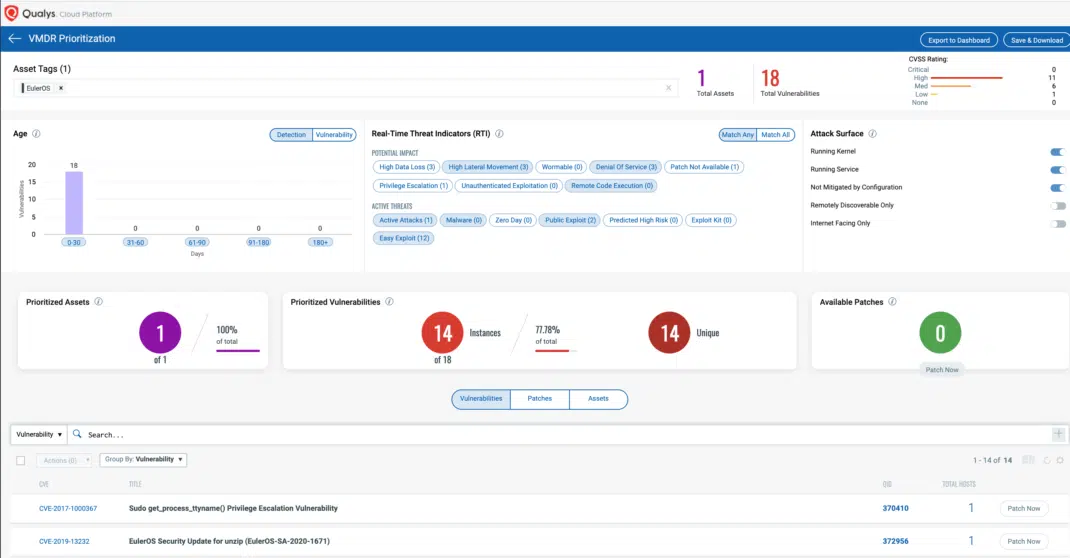 Qualys. Cloud Platform
VMDR Prioritization
Export to Dashboard
Save & Download
Asset Tags (1)
EulerOS ×
1
Total Assets
18
Total Vulnerabilities
CVSS Rating:
Critical 0
High 11
Med 6
Low 1
None 0
Age
Detection Vulnerability
Vulnerabilities
20
15
10
5
0
18 0 0 0 0
0-30 31-60 61-90 91-180 180+
Days
Real-Time Threat Indicators (RTI)
Match Any Match All
POTENTIAL IMPACT
High Data Loss (3) High Lateral Movement (3) Wormable (0) Denial Of Service (3) Patch Not Available (1)
Privilege Escalation (1) Unauthenticated Exploitation (0) Remote Code Execution (0)
ACTIVE THREATS
Active Attacks (1) Malware (0) Zero Day (0) Public Exploit (2) Predicted High Risk (0) Exploit Kit (0)
Easy Exploit (12)
Attack Surface
Running Kernel
Running Service
Not Mitigated by Configuration
Remotely Discoverable Only
Internet Facing Only
Prioritized Assets
1
of 1
100%
of total
Prioritized Vulnerabilities
14 Instances
of 18
77.78%
of total
14 Unique
Available Patches
0
Patch Now
Vulnerabilities Patches Assets
Vulnerability Search...
Actions (0) Group By: Vulnerability 1 - 14 of 14
CVE TITLE QID TOTAL HOSTS
CVE-2017-1000367 Sudo get_process_ttyname() Privilege Escalation Vulnerability 370410 1 Patch Now
CVE-2019-13232 EulerOS Security Update for unzip (EulerOS-SA-2020-1671) 372956 1 Patch Now